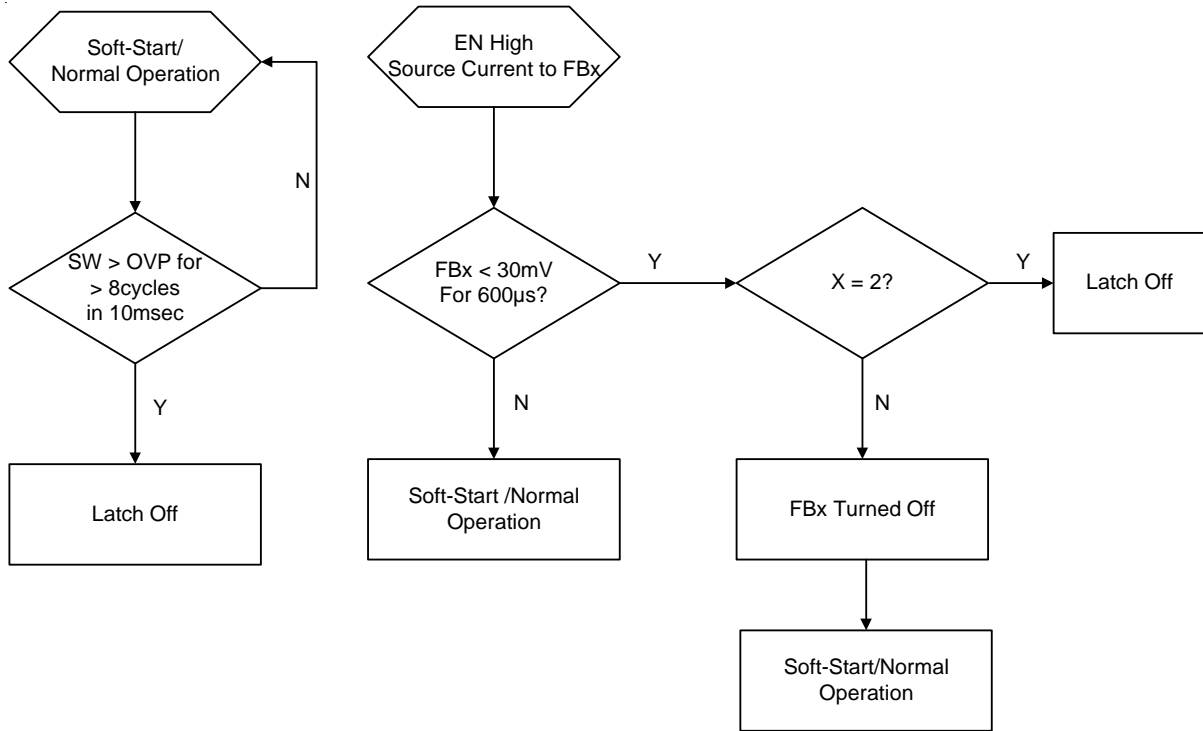 Soft-Start/
Normal Operation
N
SW > OVP for
> 8cycles
in 10msec
Y
Latch Off
EN High
Source Current to FBx
FBx < 30mV
For 600µs?
Y
N
Soft-Start /Normal
Operation
X = 2?
Y
Latch Off
N
FBx Turned Off
Soft-Start/Normal
Operation